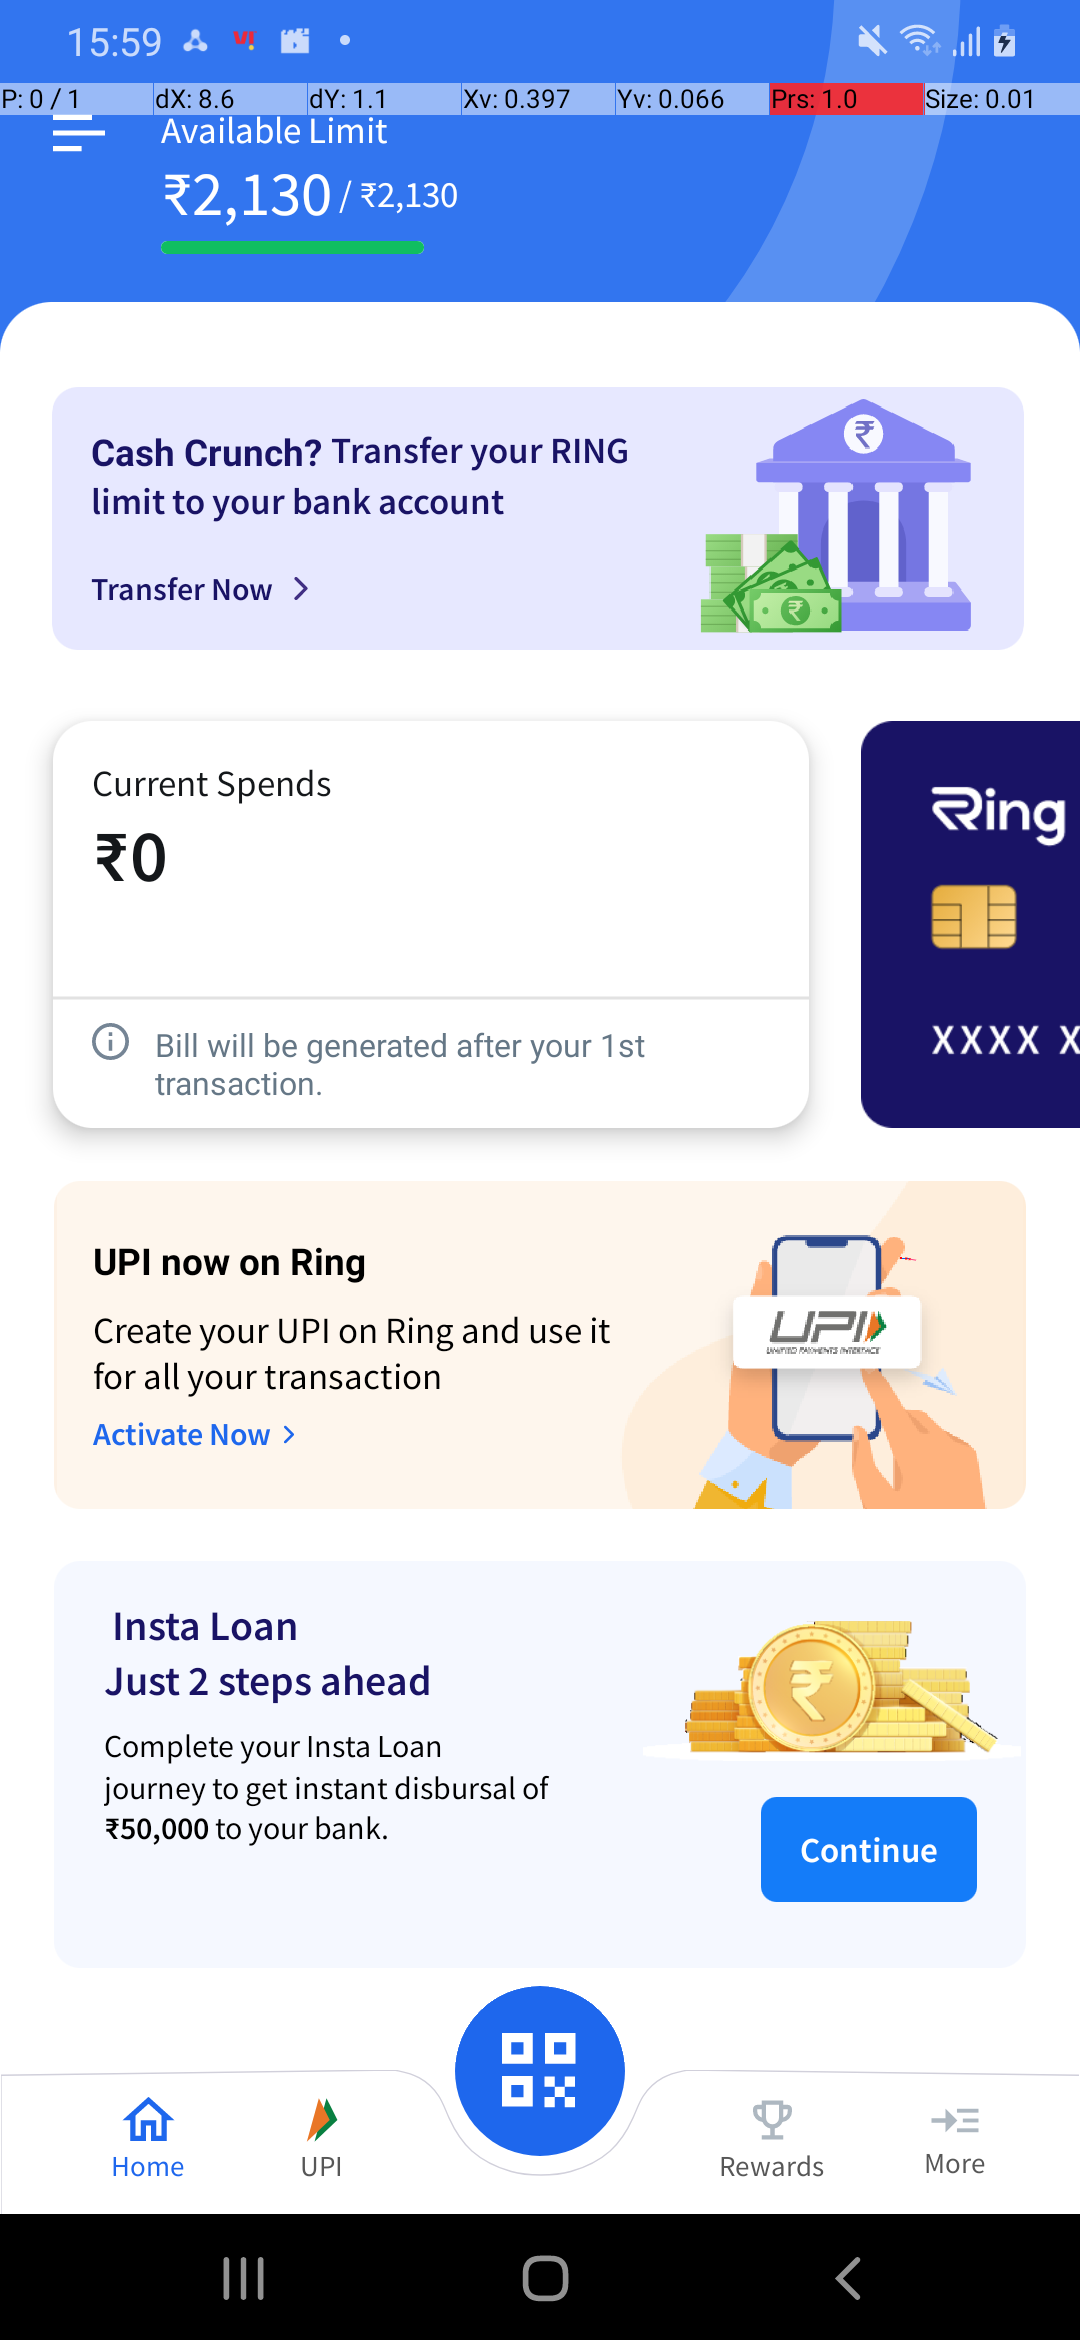 15:59
P: 0 / 1 dX: 8.6 dY: 1.1 Xv: 0.397 Yv: 0.066 Prs: 1.0 Size: 0.01
Available Limit
₹2,130 / ₹2,130
Cash Crunch? Transfer your RING
limit to your bank account
Transfer Now
Current Spends
₹0
Bill will be generated after your 1st
transaction.
Ring
XXXX X
UPI now on Ring
Create your UPI on Ring and use it
for all your transaction
Activate Now
UPI
UNIFIED PAYMENTS INTERFACE
Insta Loan
Just 2 steps ahead
Complete your Insta Loan
journey to get instant disbursal of
₹50,000 to your bank.
Continue
Home
UPI
Rewards
More